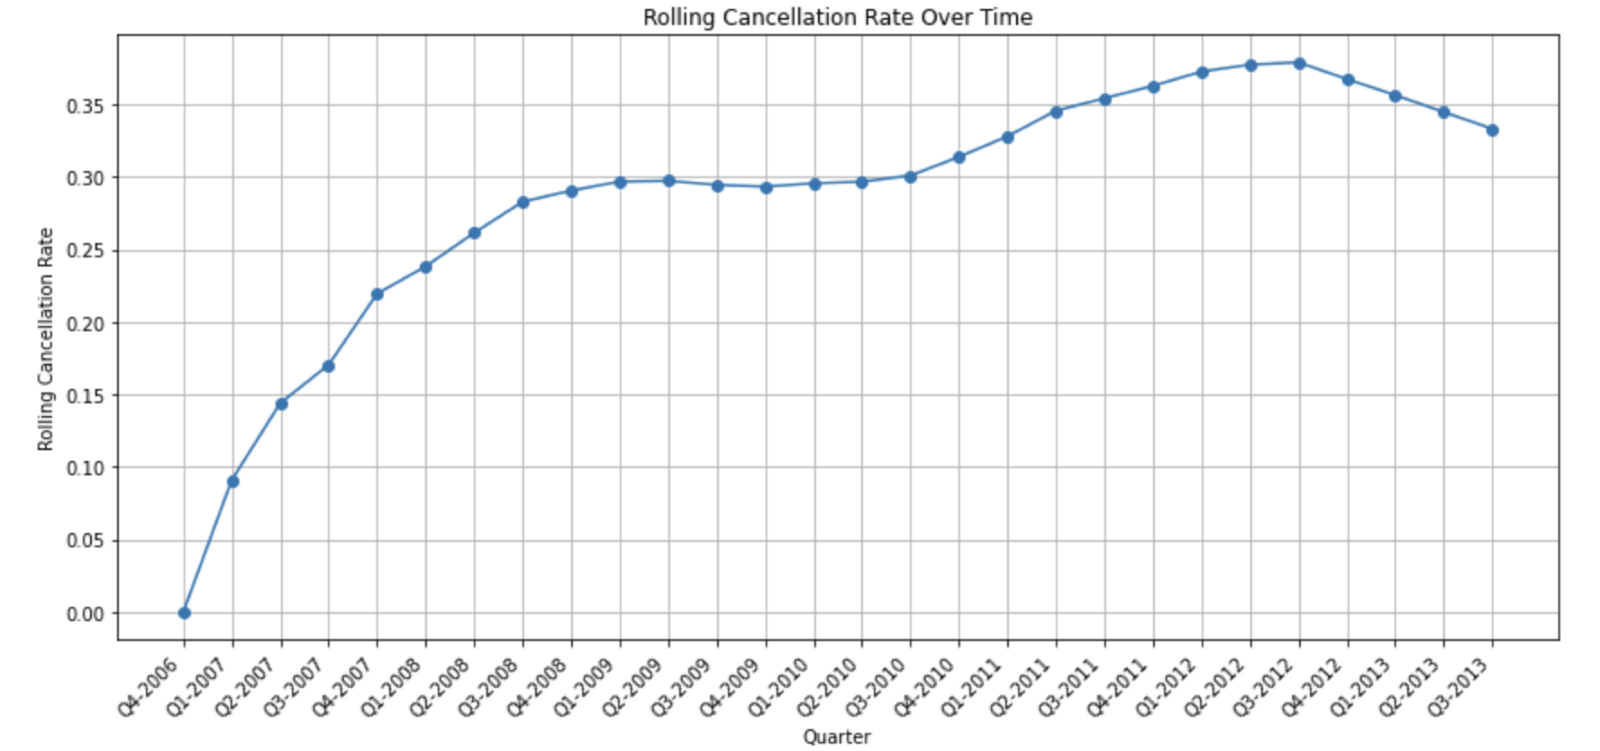 Rolling Cancellation Rate Over Time
Rolling Cancellation Rate
0.35
0.30
0.25
0.20
0.15
0.10
0.05
0.00
Q4-2006
Q1-2007
Q2-2007
Q3-2007
Q4-2007
Q1-2008
Q2-2008
Q3-2008
Q4-2008
Q1-2009
Q2-2009
Q3-2009
Q4-2009
Q1-2010
Q2-2010
Q3-2010
Q4-2010
Q1-2011
Q2-2011
Q3-2011
Q4-2011
Q1-2012
Q2-2012
Q3-2012
Q4-2012
Q1-2013
Q2-2013
Q3-2013
Quarter